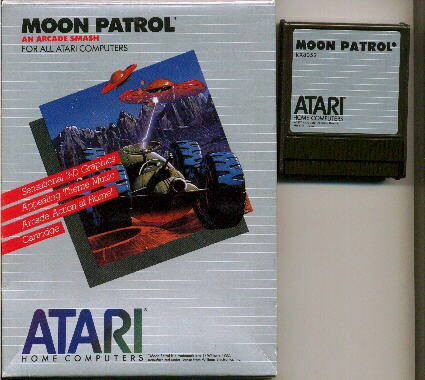 MOON PATROL®
AN ARCADE SMASH
FOR ALL ATARI COMPUTERS
Sensational 3-D Graphics
Appealing Theme Music
Arcade Action at Home
Cartridge
ATARI®
HOME COMPUTERS
MOON PATROL®
RX8052
ATARI®
HOME COMPUTERS